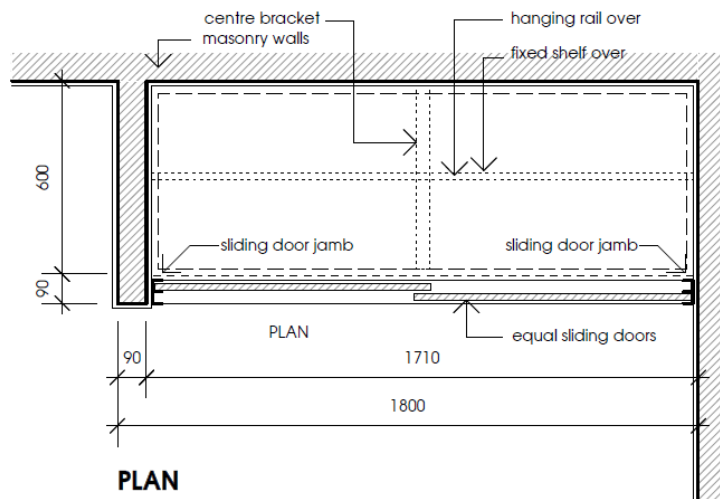 centre bracket
masonry walls
hanging rail over
fixed shelf over
600
sliding door jamb
sliding door jamb
90
PLAN
equal sliding doors
90
1710
1800
PLAN